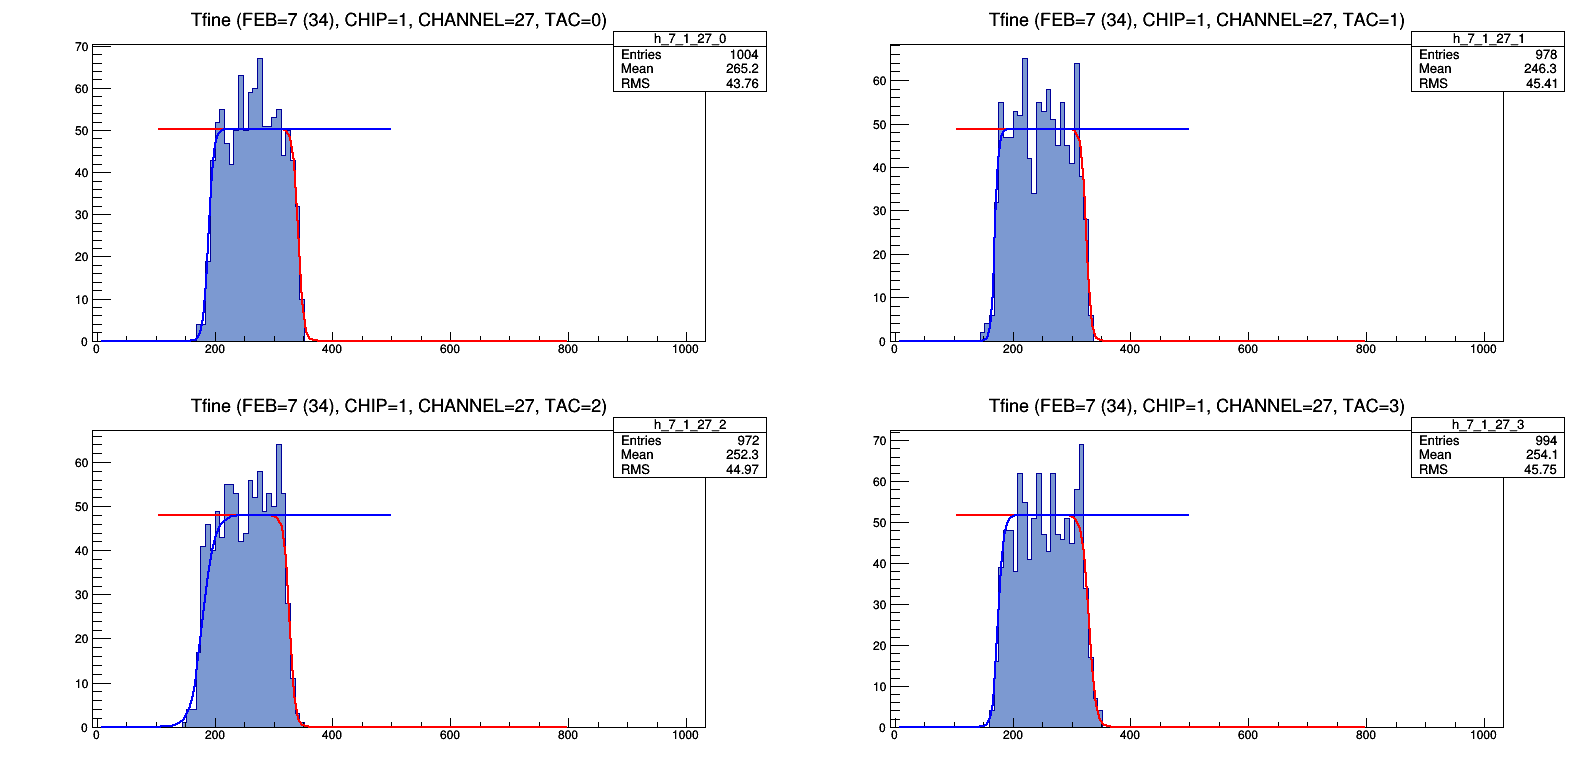 Tfine (FEB=7 (34), CHIP=1, CHANNEL=27, TAC=0)
h_7_1_27_0
Entries 1004
Mean 265.2
RMS 43.76
70
60
50
40
30
20
10
0
0 200 400 600 800 1000
Tfine (FEB=7 (34), CHIP=1, CHANNEL=27, TAC=1)
h_7_1_27_1
Entries 978
Mean 246.3
RMS 45.41
60
50
40
30
20
10
0
0 200 400 600 800 1000
Tfine (FEB=7 (34), CHIP=1, CHANNEL=27, TAC=2)
h_7_1_27_2
Entries 972
Mean 252.3
RMS 44.97
60
50
40
30
20
10
0
0 200 400 600 800 1000
Tfine (FEB=7 (34), CHIP=1, CHANNEL=27, TAC=3)
h_7_1_27_3
Entries 994
Mean 254.1
RMS 45.75
70
60
50
40
30
20
10
0
0 200 400 600 800 1000